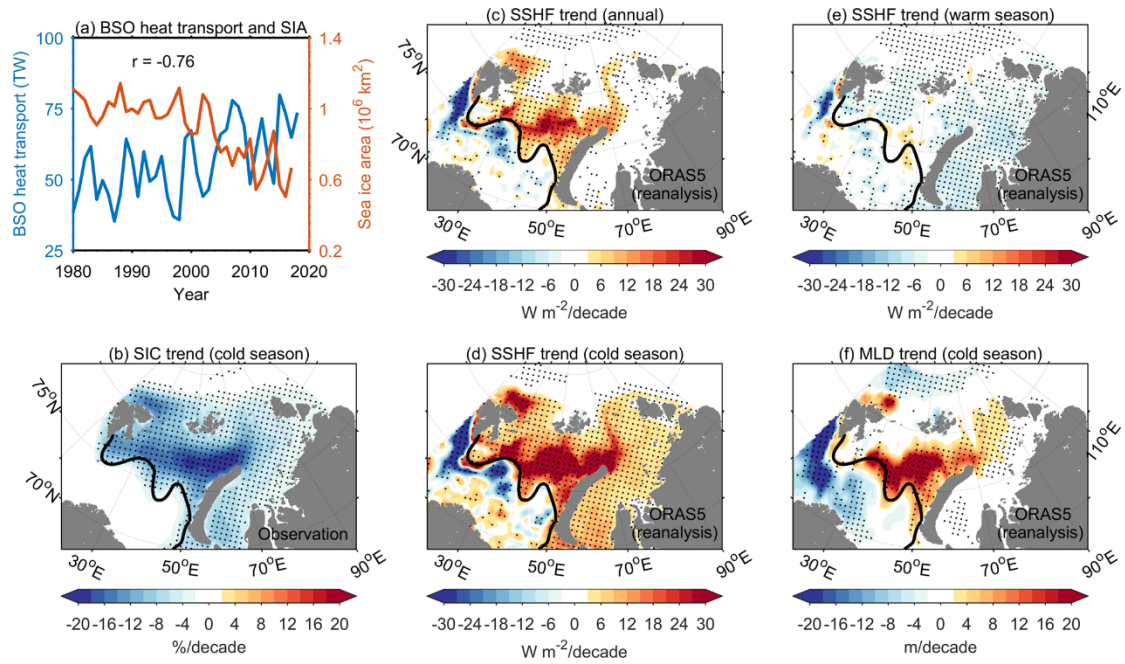 (a) BSO heat transport and SIA
BSO heat transport (TW)
100
75
50
25
r = -0.76
1.4
1
0.6
0.2
Sea ice area (10⁶ km²)
1980 1990 2000 2010 2020
Year
(c) SSHF trend (annual)
75°N
70°N
ORAS5
(reanalysis)
30°E 50°E 70°E 90°E
-30 -24 -18 -12 -6 0 6 12 18 24 30
W m⁻²/decade
(e) SSHF trend (warm season)
110°E
ORAS5
(reanalysis)
30°E 50°E 70°E 90°E
-30 -24 -18 -12 -6 0 6 12 18 24 30
W m⁻²/decade
(b) SIC trend (cold season)
75°N
70°N
Observation
30°E 50°E 70°E 90°E
-20 -16 -12 -8 -4 0 4 8 12 16 20
%/decade
(d) SSHF trend (cold season)
75°N
70°N
ORAS5
(reanalysis)
30°E 50°E 70°E 90°E
-30 -24 -18 -12 -6 0 6 12 18 24 30
W m⁻²/decade
(f) MLD trend (cold season)
110°E
ORAS5
(reanalysis)
30°E 50°E 70°E 90°E
-20 -16 -12 -8 -4 0 4 8 12 16 20
m/decade